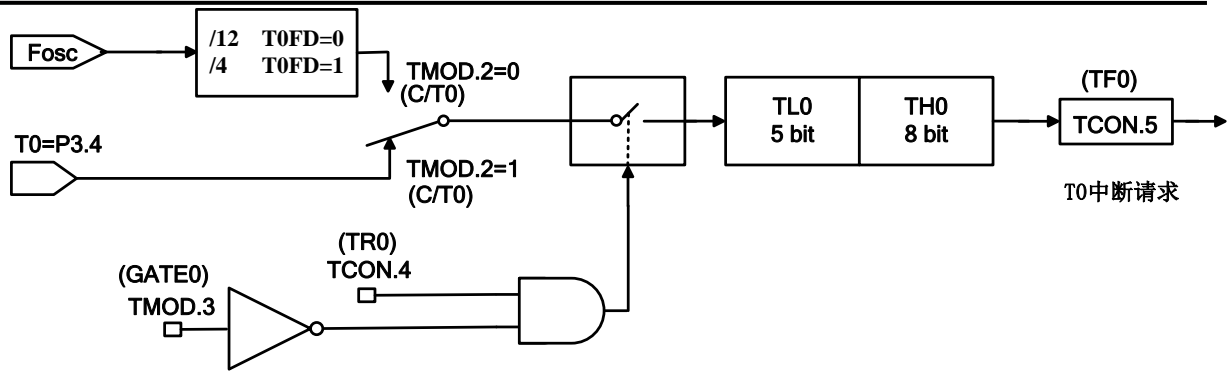 Fosc
/12 T0FD=0
/4 T0FD=1
TMOD.2=0
(C/T0)
T0=P3.4
TMOD.2=1
(C/T0)
TL0
5 bit
TH0
8 bit
(TF0)
TCON.5
T0中断请求
(TR0)
TCON.4
(GATE0)
TMOD.3